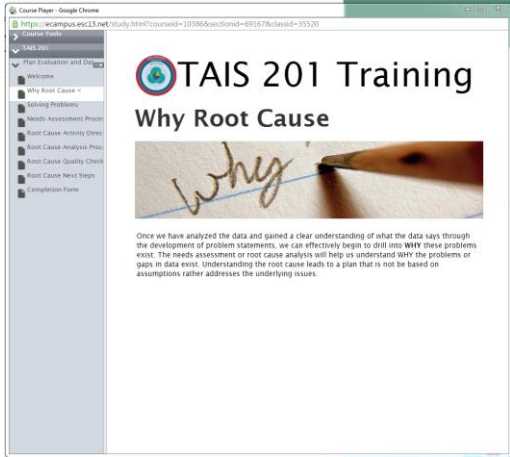 Course Player - Google Chrome
https://ecampus.esc13.net/study.html?courseid=10386&sectionid=69167&classid=35520
Course Tools
TAIS 201
Plan Evaluation and
Welcome
Why Root Cause
Solving Problems
Needs Assessment Proces
Root Cause Activity Direc
Root Cause Analysis Proc
Root Cause Quality Check
Root Cause Next Steps
Completion Form
TAIS 201 Training
Why Root Cause
why
Once we have analyzed the data and gained a clear understanding of what the data says through
the development of problem statements, we can effectively begin to drill into WHY these problems
exist. The needs assessment or root cause analysis will help us understand WHY the problems or
gaps in data exist. Understanding the root cause leads to a plan that is not be based on
assumptions rather addresses the underlying issues.